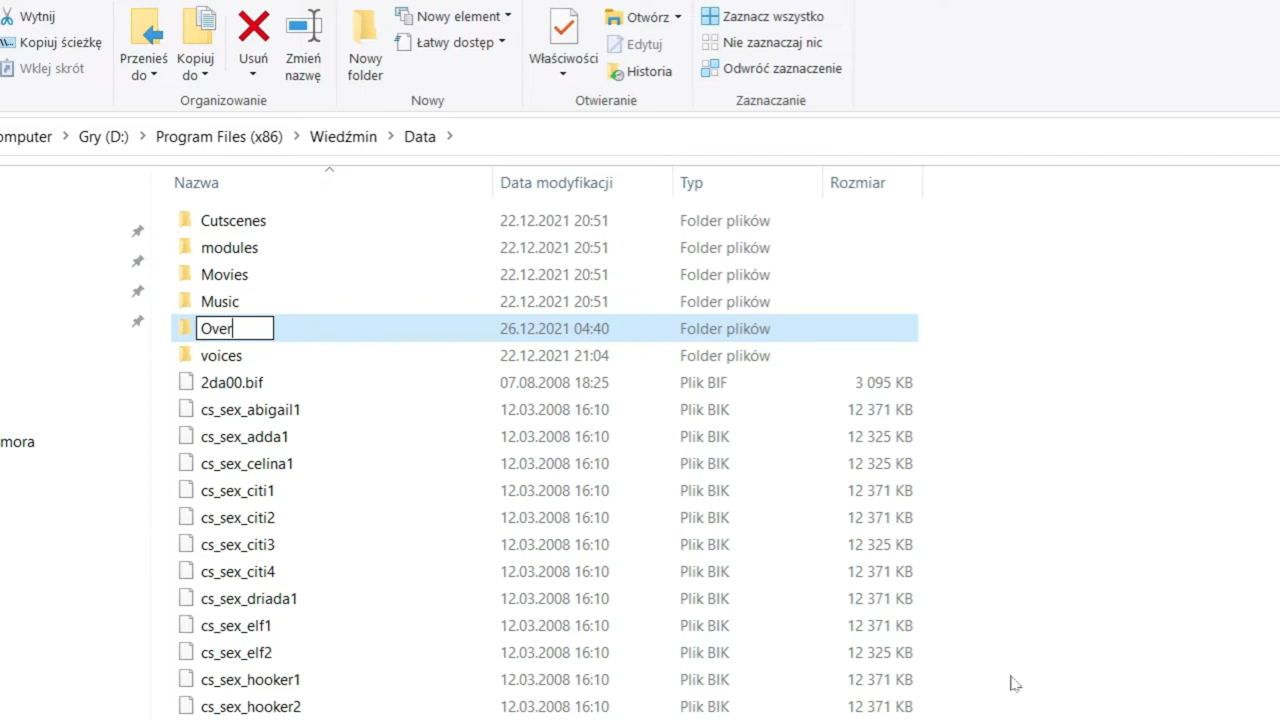 Wytnij
Kopiuj ścieżkę
Wklej skrót
Przenieś do
Kopiuj do
Usuń
Zmień nazwę
Organizowanie
Nowy folder
Nowy element
Łatwy dostęp
Nowy
Właściwości
Otwórz
Edytuj
Historia
Otwieranie
Zaznacz wszystko
Nie zaznaczaj nic
Odwróć zaznaczenie
Zaznaczanie
omputer > Gry (D:) > Program Files (x86) > Wiedźmin > Data >
Nazwa Data modyfikacji Typ Rozmiar
Cutscenes 22.12.2021 20:51 Folder plików
modules 22.12.2021 20:51 Folder plików
Movies 22.12.2021 20:51 Folder plików
Music 22.12.2021 20:51 Folder plików
Over 26.12.2021 04:40 Folder plików
voices 22.12.2021 21:04 Folder plików
2da00.bif 07.08.2008 18:25 Plik BIF 3 095 KB
cs_sex_abigail1 12.03.2008 16:10 Plik BIK 12 371 KB
cs_sex_adda1 12.03.2008 16:10 Plik BIK 12 325 KB
mora
cs_sex_celina1 12.03.2008 16:10 Plik BIK 12 325 KB
cs_sex_citi1 12.03.2008 16:10 Plik BIK 12 371 KB
cs_sex_citi2 12.03.2008 16:10 Plik BIK 12 371 KB
cs_sex_citi3 12.03.2008 16:10 Plik BIK 12 325 KB
cs_sex_citi4 12.03.2008 16:10 Plik BIK 12 371 KB
cs_sex_driada1 12.03.2008 16:10 Plik BIK 12 371 KB
cs_sex_elf1 12.03.2008 16:10 Plik BIK 12 371 KB
cs_sex_elf2 12.03.2008 16:10 Plik BIK 12 325 KB
cs_sex_hooker1 12.03.2008 16:10 Plik BIK 12 371 KB
cs_sex_hooker2 12.03.2008 16:10 Plik BIK 12 371 KB